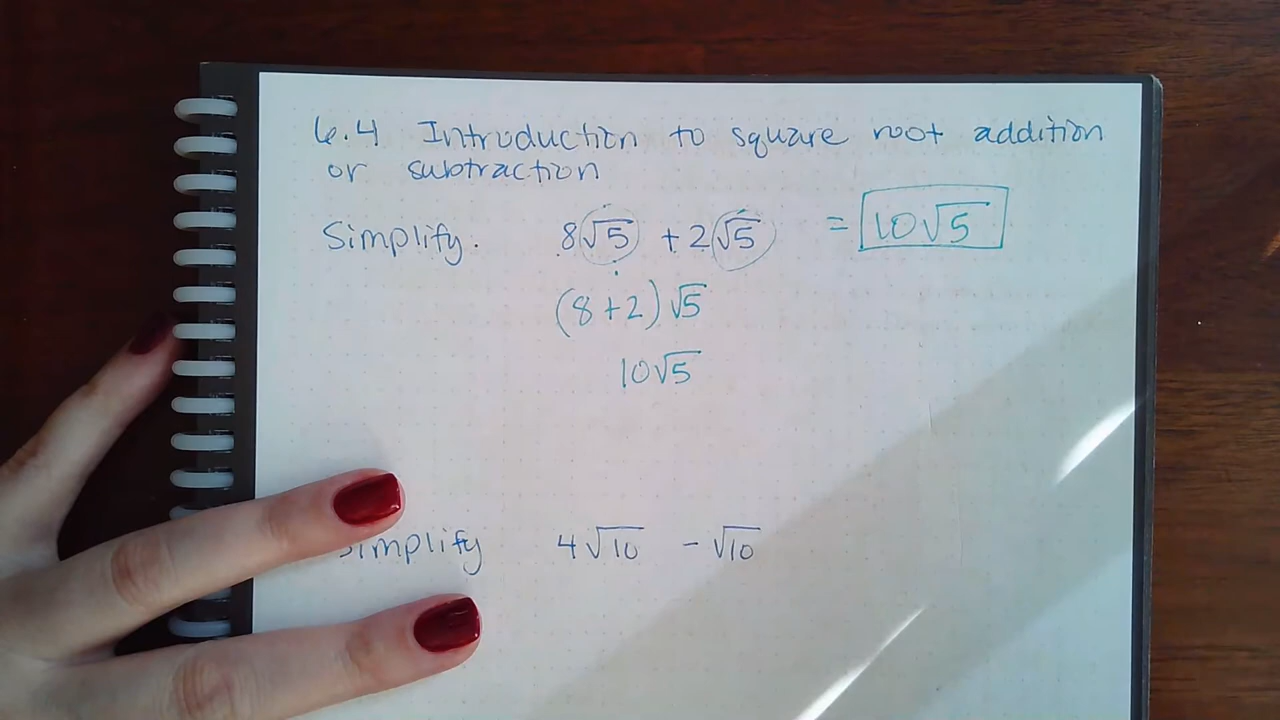 6.4 Introduction to square root addition
or subtraction
Simplify. 8√5 + 2√5 = 10√5
(8+2)√5
10√5
Simplify 4√10 - √10